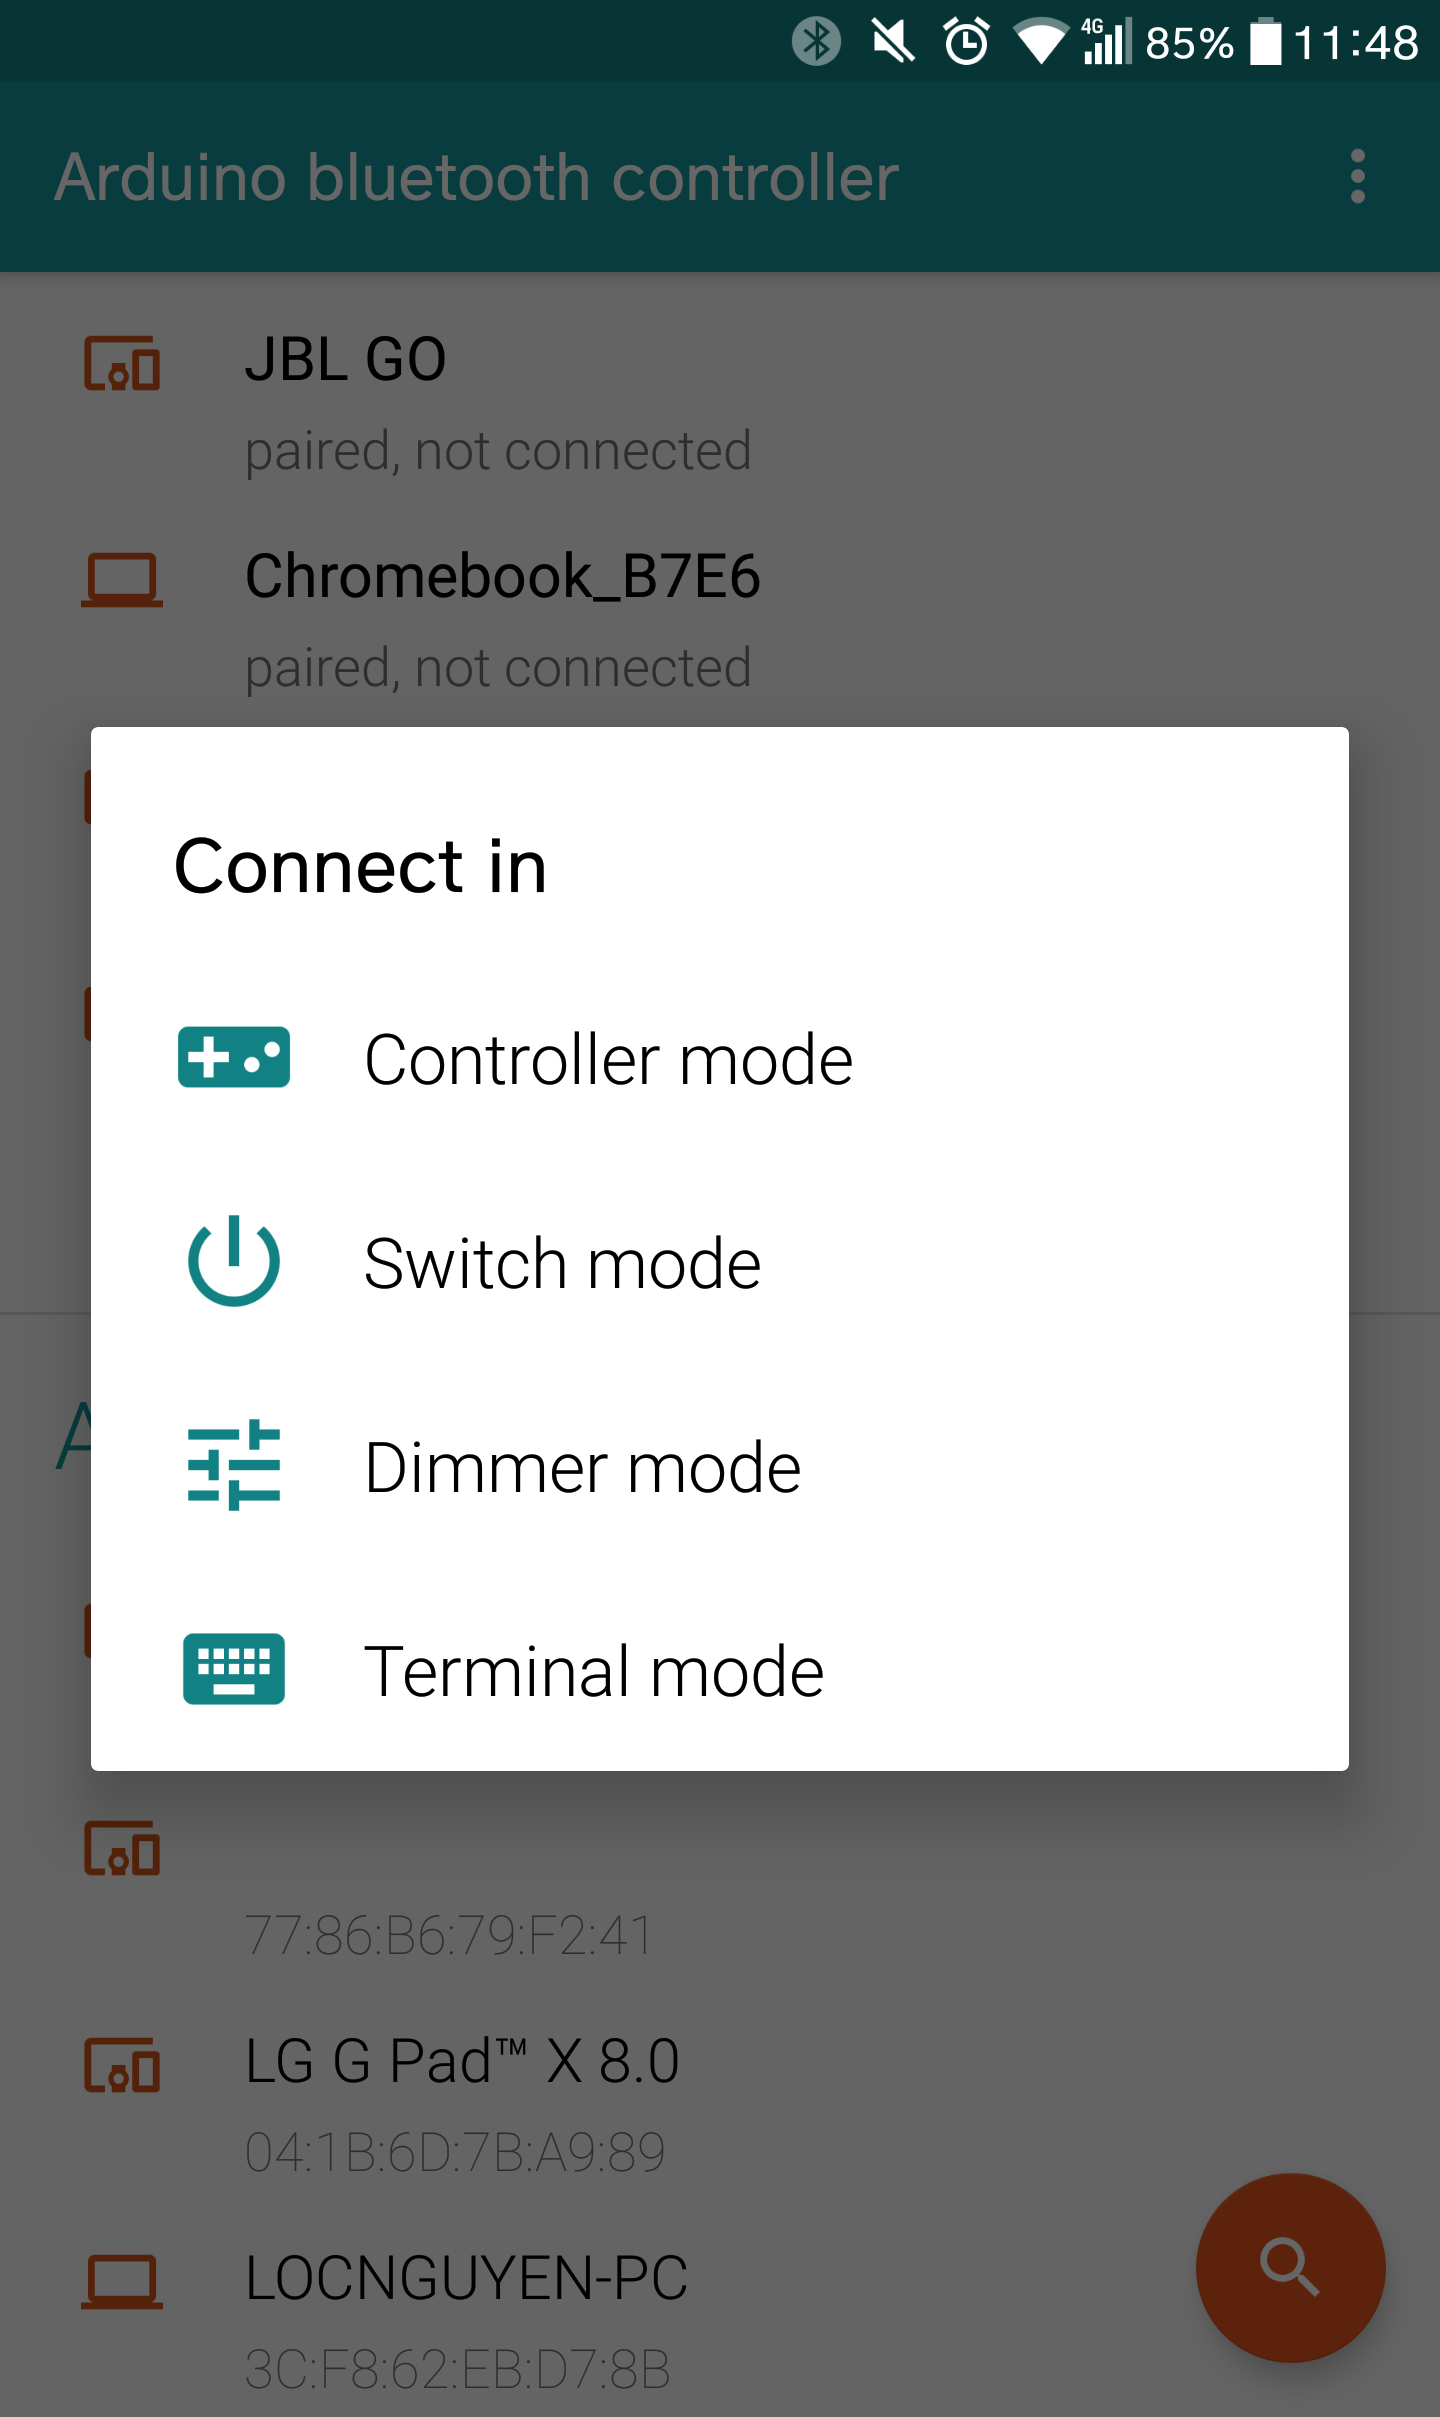 4G 85% 11:48
Arduino bluetooth controller
JBL GO
paired, not connected
Chromebook_B7E6
paired, not connected
Connect in
Controller mode
Switch mode
Dimmer mode
Terminal mode
77:86:B6:79:F2:41
LG G Pad™ X 8.0
04:1B:6D:7B:A9:89
LOCNGUYEN-PC
3C:F8:62:EB:D7:8B